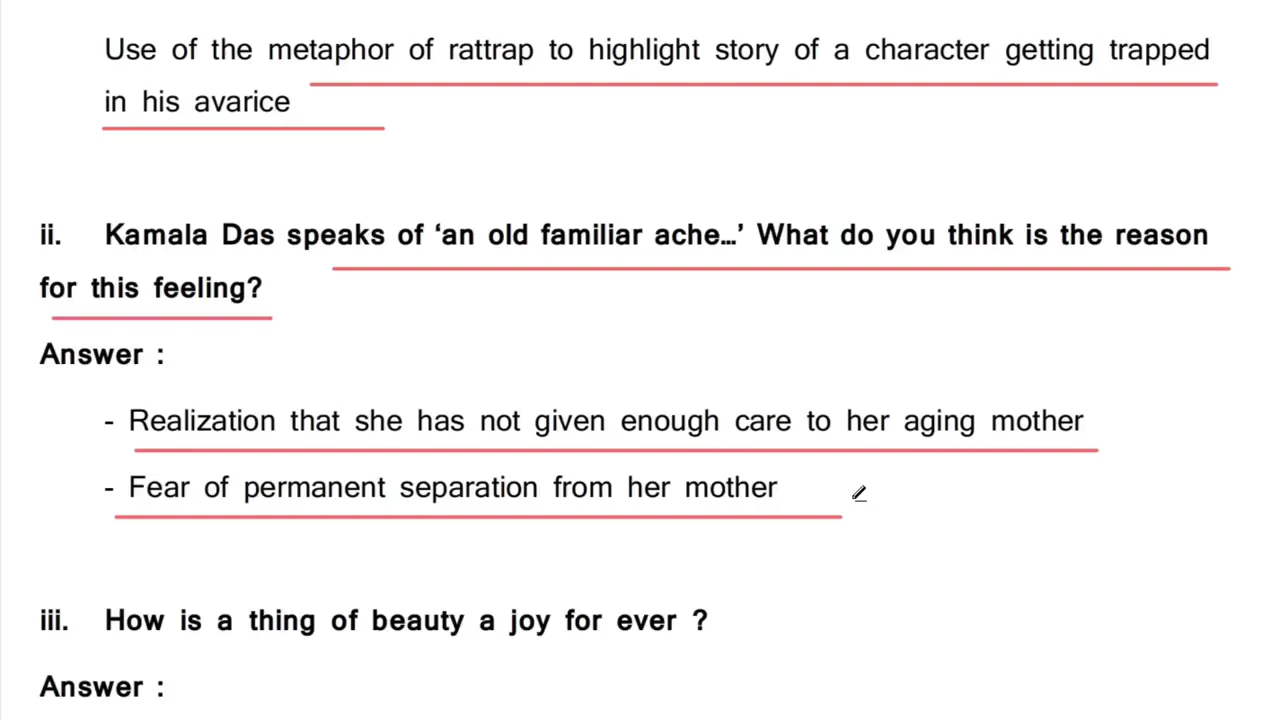 Use of the metaphor of rattrap to highlight story of a character getting trapped
in his avarice
ii. Kamala Das speaks of ‘an old familiar ache...’ What do you think is the reason
for this feeling?
Answer :
- Realization that she has not given enough care to her aging mother
- Fear of permanent separation from her mother
iii. How is a thing of beauty a joy for ever ?
Answer :